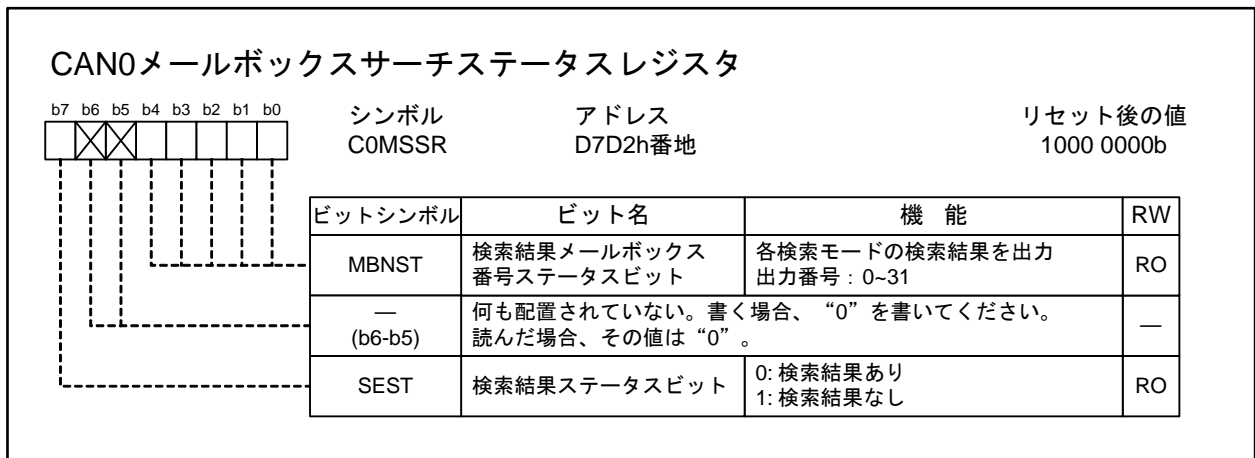 CAN0メールボックスサーチステータスレジスタ
b7 b6 b5 b4 b3 b2 b1 b0
シンボル アドレス リセット後の値
C0MSSR D7D2h番地 1000 0000b
ビットシンボル ビット名 機 能 RW
MBNST 検索結果メールボックス番号ステータスビット 各検索モードの検索結果を出力 出力番号:0~31 RO
— (b6-b5) 何も配置されていない。書く場合、“0”を書いてください。 読んだ場合、その値は“0”。 —
SEST 検索結果ステータスビット 0: 検索結果あり 1: 検索結果なし RO